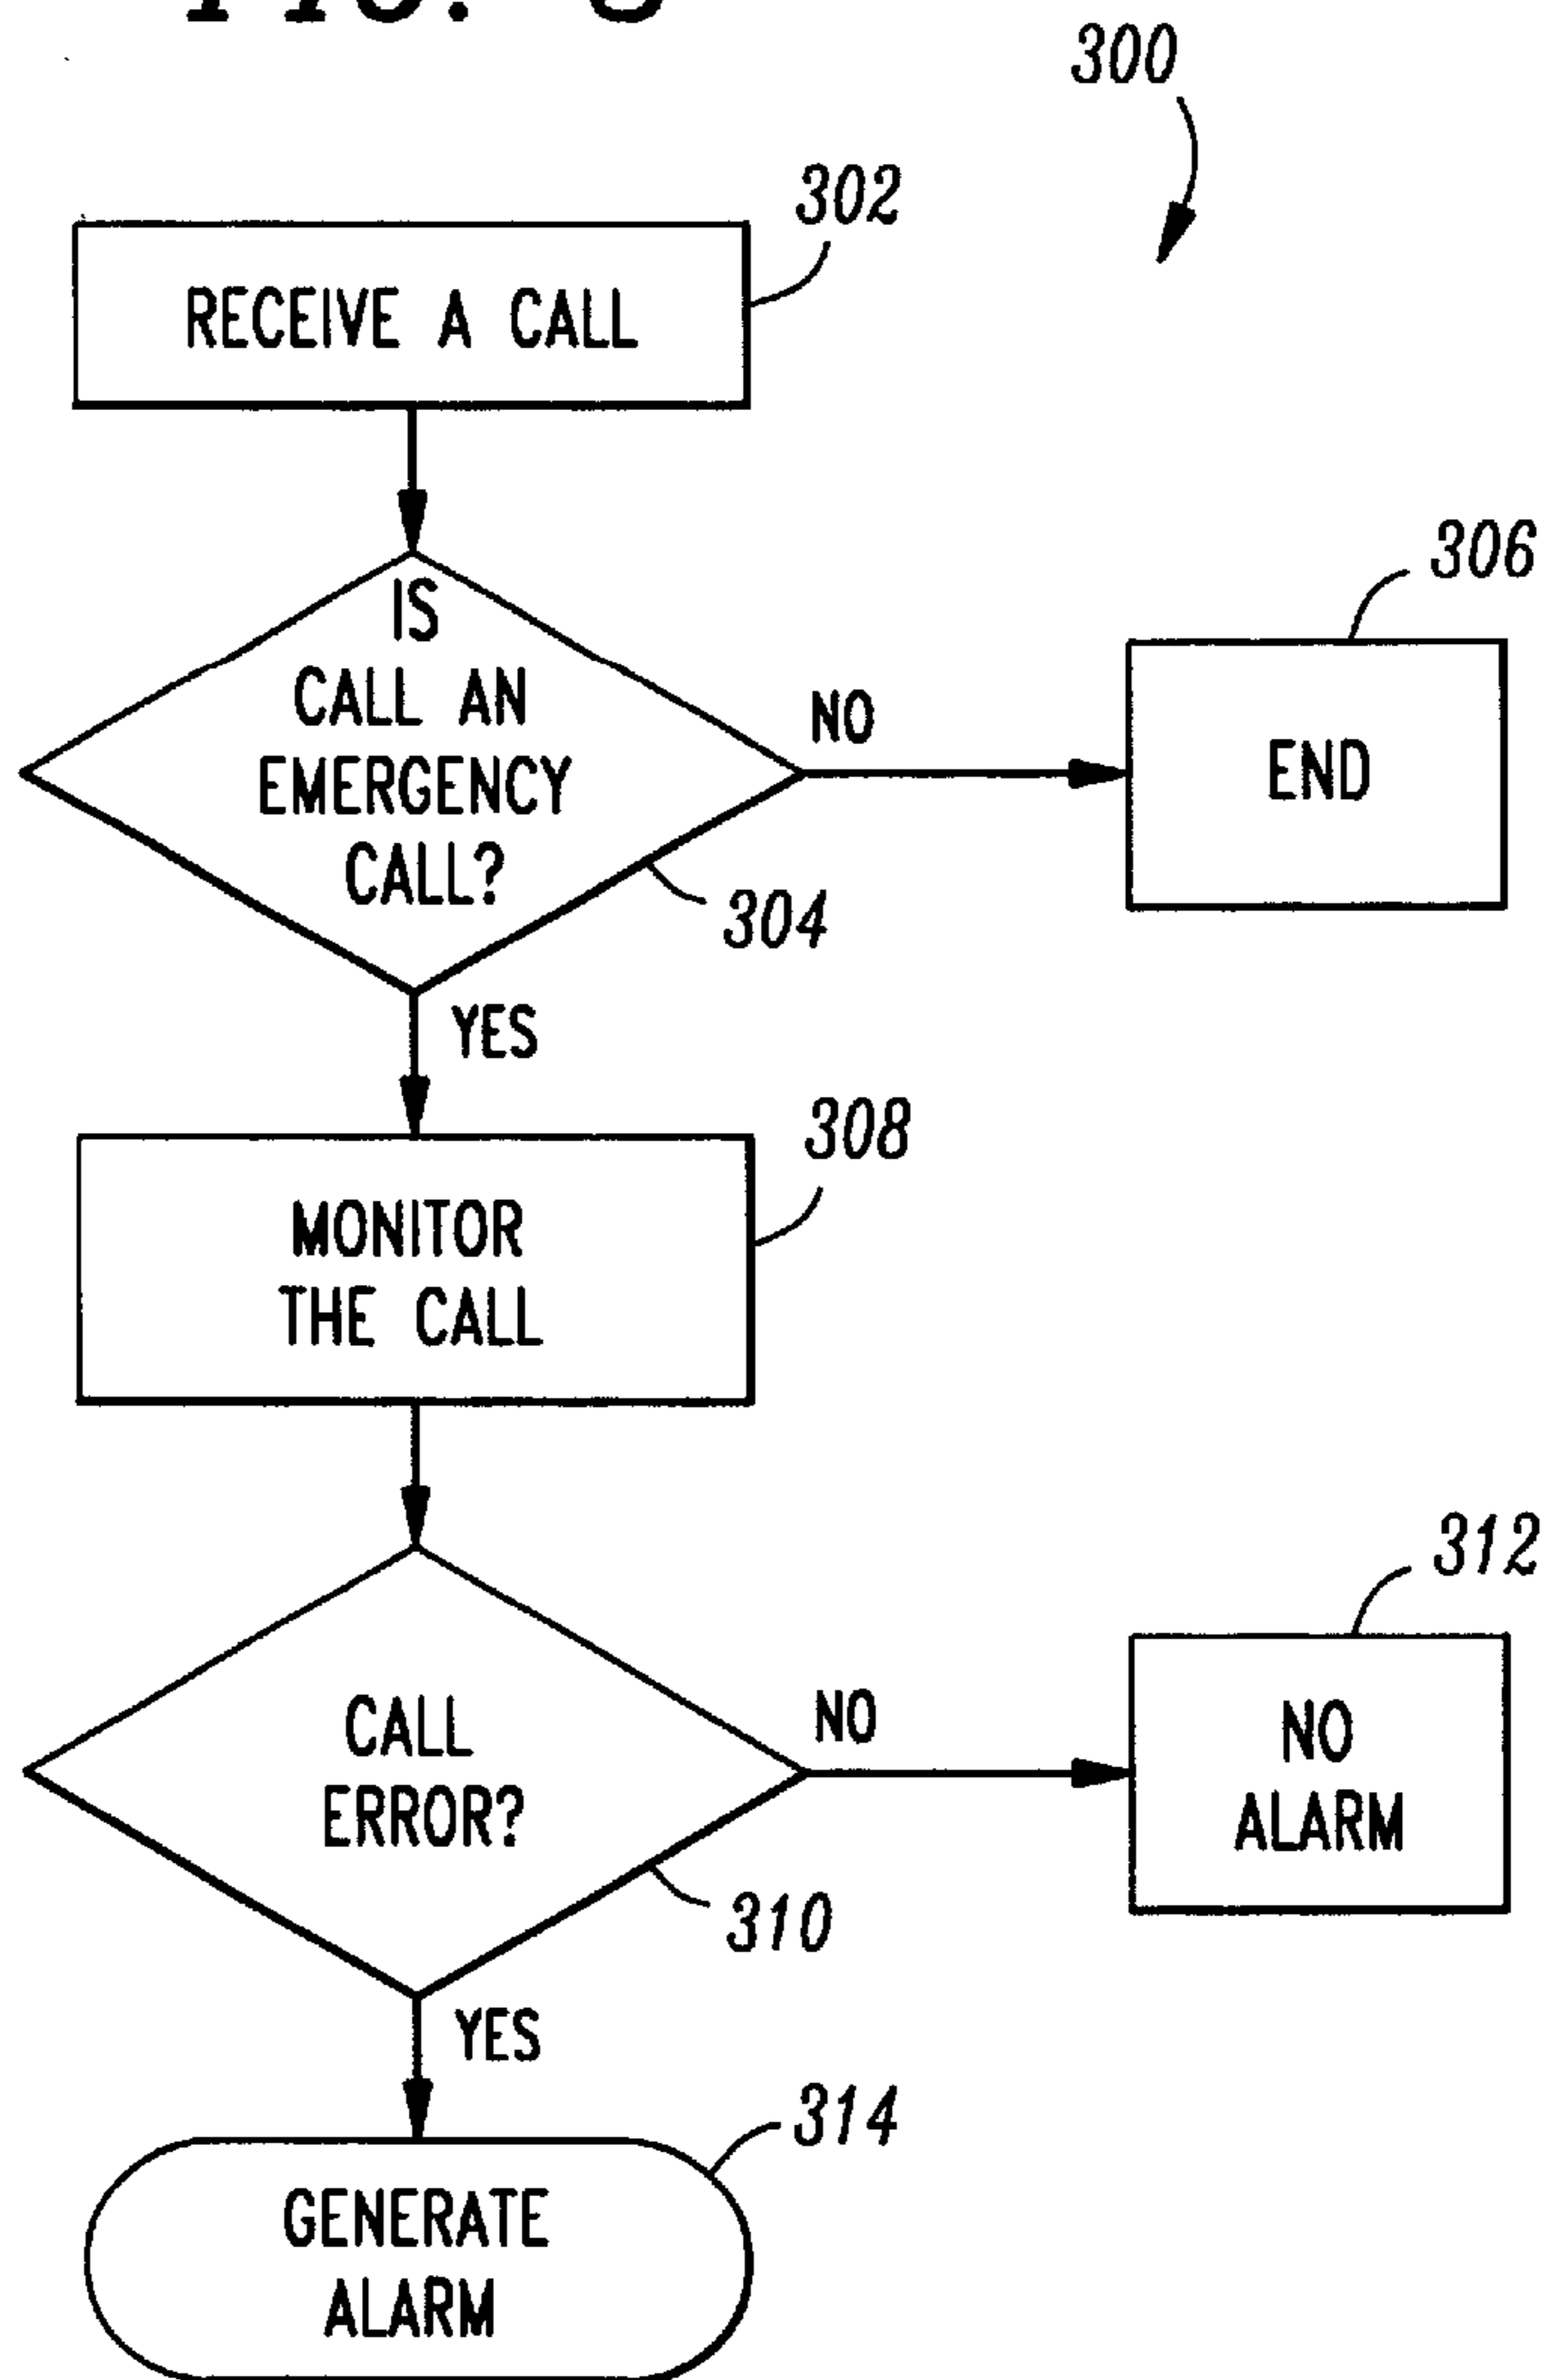 300
302
RECEIVE A CALL
IS
CALL AN
EMERGENCY
CALL?
304
NO
306
END
YES
308
MONITOR
THE CALL
CALL
ERROR?
310
NO
312
NO
ALARM
YES
314
GENERATE
ALARM